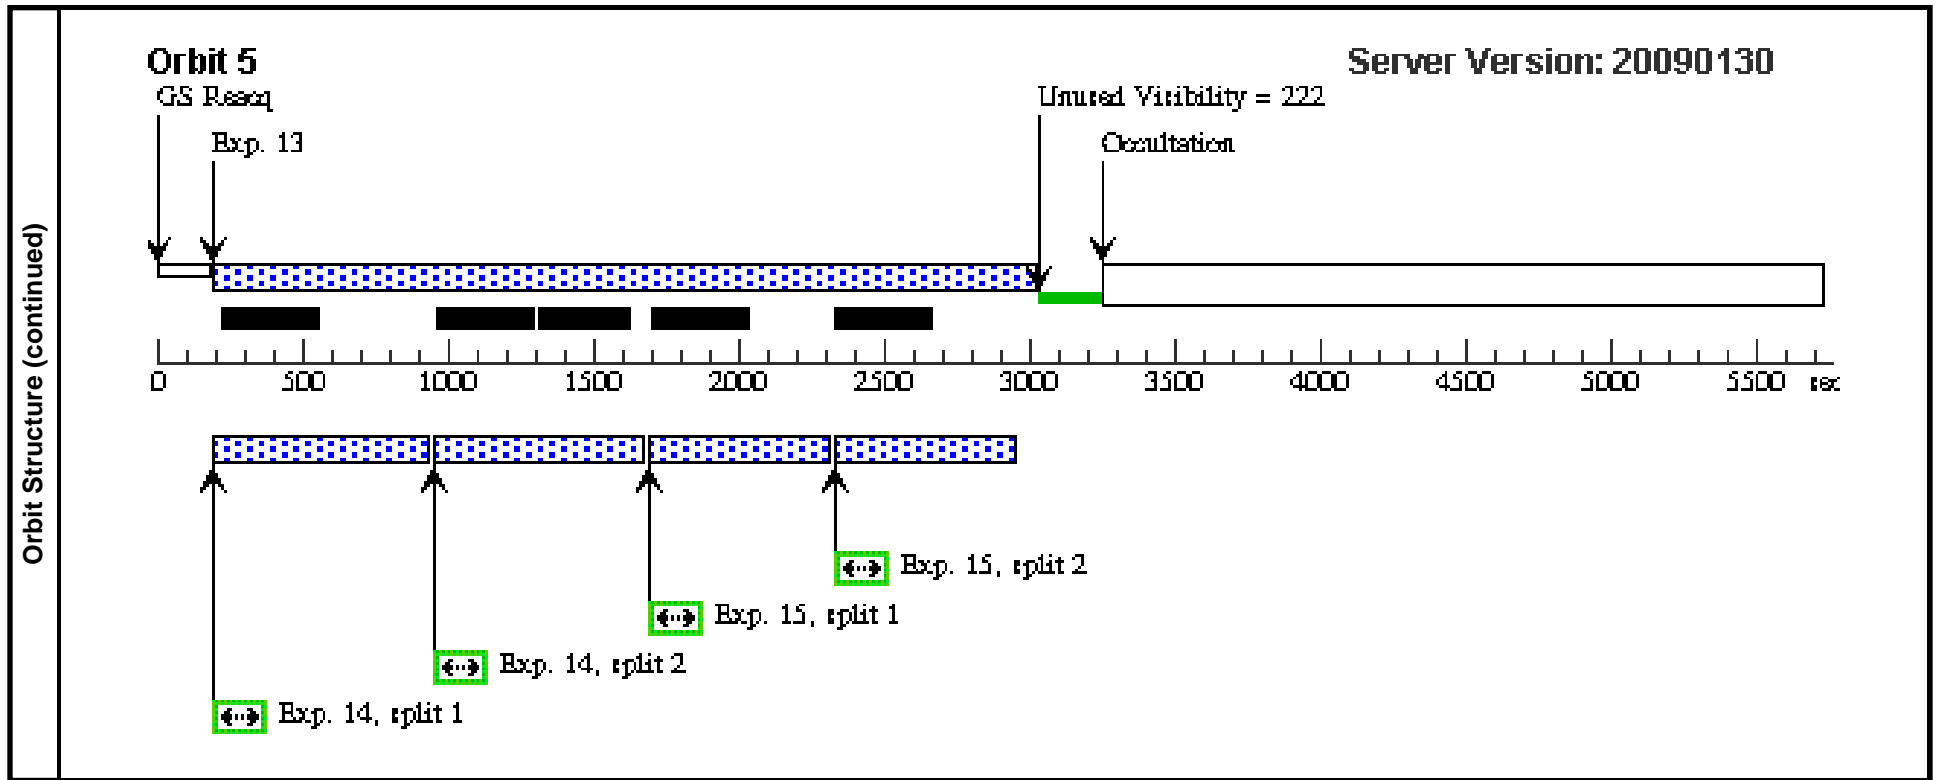 Orbit 5
Server Version: 20090130
GS Reacq
Unused Visibility = 222
Exp. 13
Occultation
Orbit Structure (continued)
0 500 1000 1500 2000 2500 3000 3500 4000 4500 5000 5500 sec
Exp. 15, split 2
Exp. 15, split 1
Exp. 14, split 2
Exp. 14, split 1